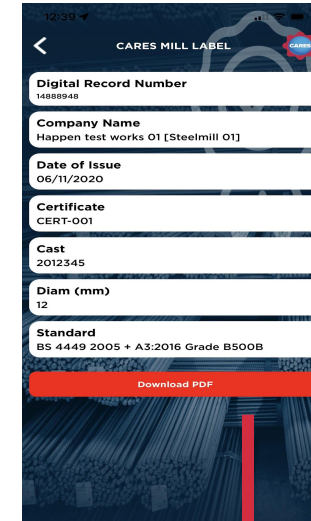 12:39
CARES MILL LABEL
CARES
Digital Record Number
14888948
Company Name
Happen test works 01 [Steelmill 01]
Date of Issue
06/11/2020
Certificate
CERT-001
Cast
2012345
Diam (mm)
12
Standard
BS 4449 2005 + A3:2016 Grade B500B
Download PDF